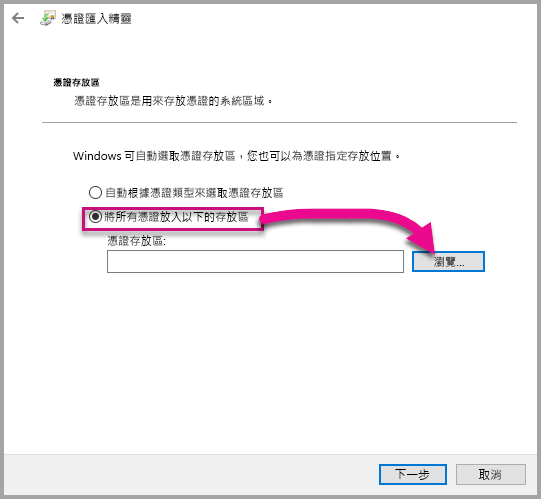 憑證匯入精靈
憑證存放區
憑證存放區是用來存放憑證的系統區域。
Windows 可自動選取憑證存放區，您也可以為憑證指定存放位置。
自動根據憑證類型來選取憑證存放區
將所有憑證放入以下的存放區
憑證存放區:
瀏覽...
下一步
取消